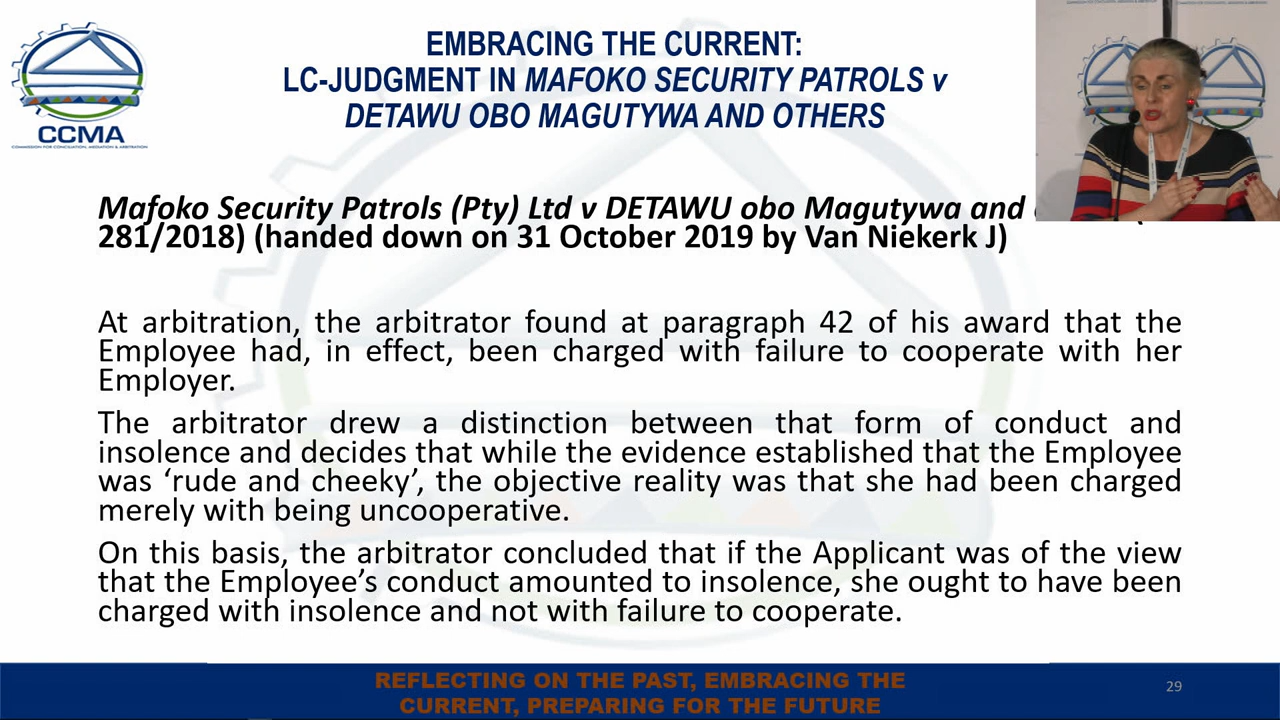 EMBRACING THE CURRENT:
LC-JUDGMENT IN MAFOKO SECURITY PATROLS v
DETAWU OBO MAGUTYWA AND OTHERS
CCMA
COMMISSION FOR CONCILIATION, MEDIATION & ARBITRATION
Mafoko Security Patrols (Pty) Ltd v DETAWU obo Magutywa and
281/2018) (handed down on 31 October 2019 by Van Niekerk J)
At arbitration, the arbitrator found at paragraph 42 of his award that the
Employee had, in effect, been charged with failure to cooperate with her
Employer.
The arbitrator drew a distinction between that form of conduct and
insolence and decides that while the evidence established that the Employee
was ‘rude and cheeky’, the objective reality was that she had been charged
merely with being uncooperative.
On this basis, the arbitrator concluded that if the Applicant was of the view
that the Employee’s conduct amounted to insolence, she ought to have been
charged with insolence and not with failure to cooperate.
REFLECTING ON THE PAST, EMBRACING THE
CURRENT, PREPARING FOR THE FUTURE
29